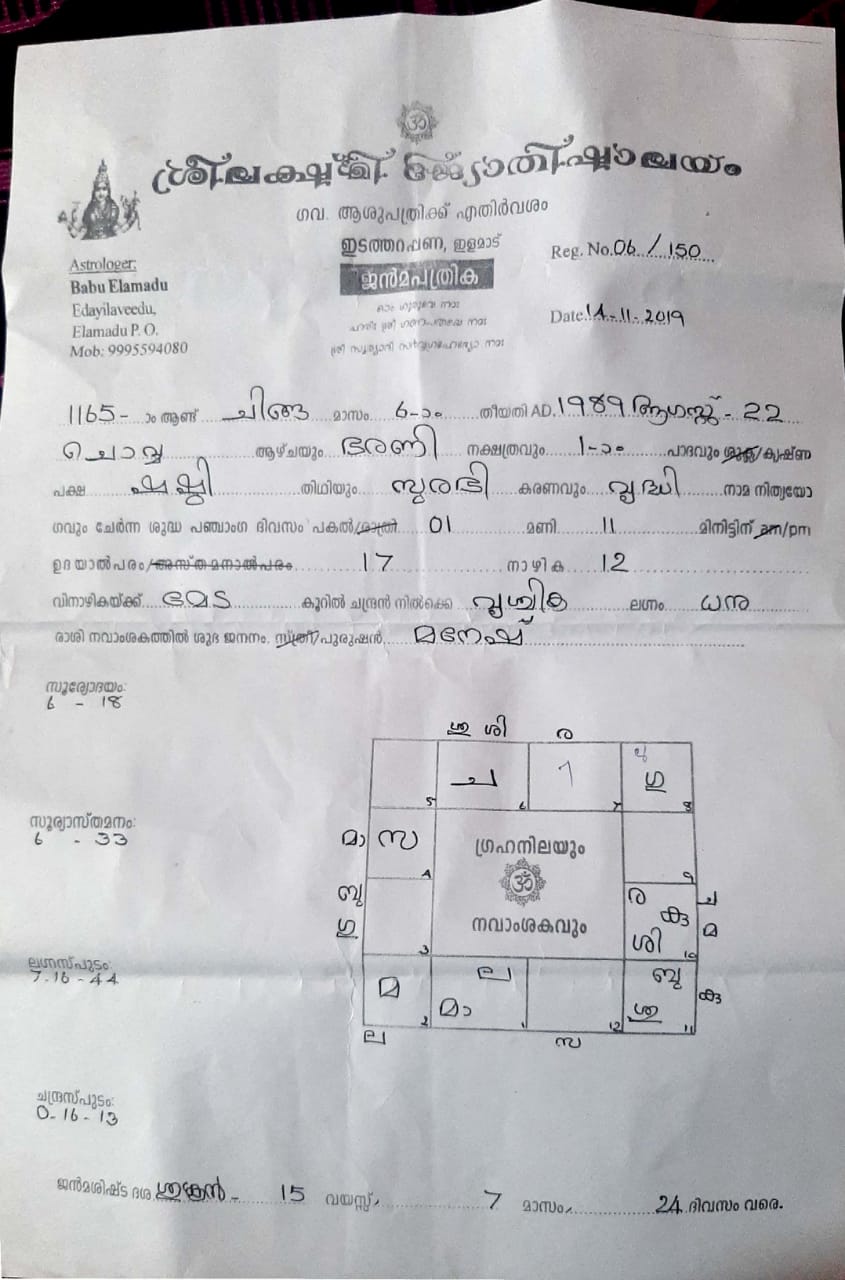 ശ്രീലക്ഷ്മി ജ്യോതിഷാലയം
ഗവ. ആശുപത്രിക്ക് എതിർവശം
ഇടത്തറപ്പണ, ഇളമാട്
ജൻമപത്രിക
Reg. No. 06/150
Date 14-11-2019
Astrologer:
Babu Elamadu
Edayilaveedu,
Elamadu P. O.
Mob: 9995594080
ഓം ഗുരുവേ നമഃ
1165- ാം ആണ്ട് ചിങ്ങ മാസം 6-ാം തീയതി AD. 1989 ആഗസ്റ്റ് - 22
ചൊവ്വ ആഴ്ചയും ഭരണി നക്ഷത്രവും 1-ാം പാദവും ശുക്ല/കൃഷ്ണ
പക്ഷ ഷഷ്ഠി തിഥിയും സുരഭി കരണവും വൃദ്ധി നാമ നിത്യയോ
ഗവും ചേർന്ന ശുദ്ധ പഞ്ചാംഗ ദിവസം പകൽ/രാത്രി 01 മണി 11 മിനിട്ടിന് am/pm
ഉദയാൽപരം/അസ്തമനാൽപരം 17 നാഴിക 12
വിനാഴികയ്ക്ക് മേട കൂറിൽ ചന്ദ്രൻ നിൽക്കെ വൃശ്ചിക ലഗ്നം ധനു
രാശി നവാംശകത്തിൽ ശുഭ ജനനം. സ്ത്രീ/പുരുഷൻ മനേഷ്
സൂര്യോദയം:
6 - 18
ശു ശി ര
ച 1 ഗു
5 6 7 8
സൂര്യാസ്തമനം:
6 - 33
മാ സ
ഗ്രഹനിലയും
ॐ
നവാംശകവും
4 9
ബു ഗു
ര കു ശി
ച മ
3 10
ലഗ്നസ്ഫുടം:
7-16-44
മ ല മാ
ബു ശു കു
2 1 12 11
ല സ
ചന്ദ്രസ്ഫുടം:
0-16-13
ജൻമശിഷ്ട ദശ ശുക്രൻ - 15 വയസ്സ്, 7 മാസം, 24 ദിവസം വരെ.